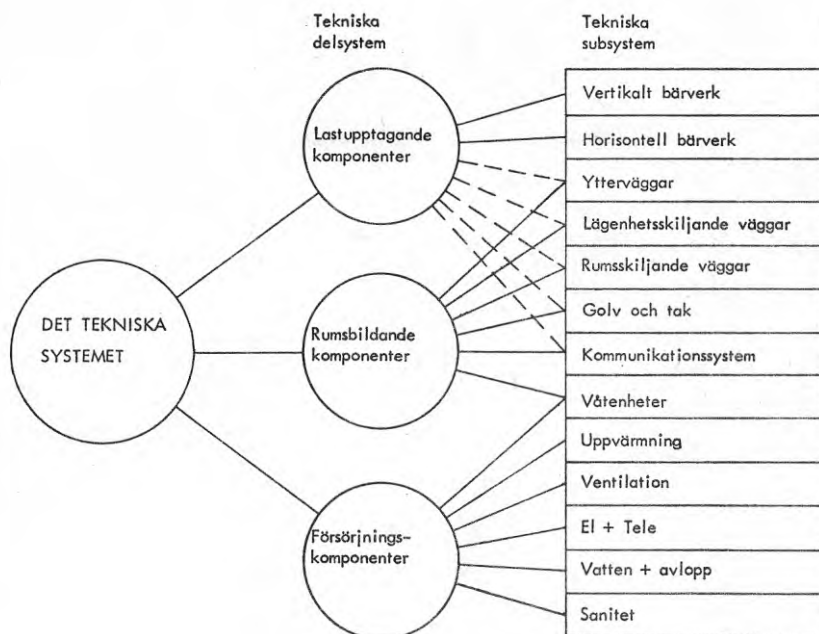 Tekniska
delsystem
Tekniska
subsystem
DET TEKNISKA
SYSTEMET
Lastupptagande
komponenter
Rumsbildande
komponenter
Försörjnings-
komponenter
Vertikalt bärverk
Horisontell bärverk
Ytterväggar
Lägenhetsskiljande väggar
Rumsskiljande väggar
Golv och tak
Kommunikationssystem
Våtenheter
Uppvärmning
Ventilation
El + Tele
Vatten + avlopp
Sanitet